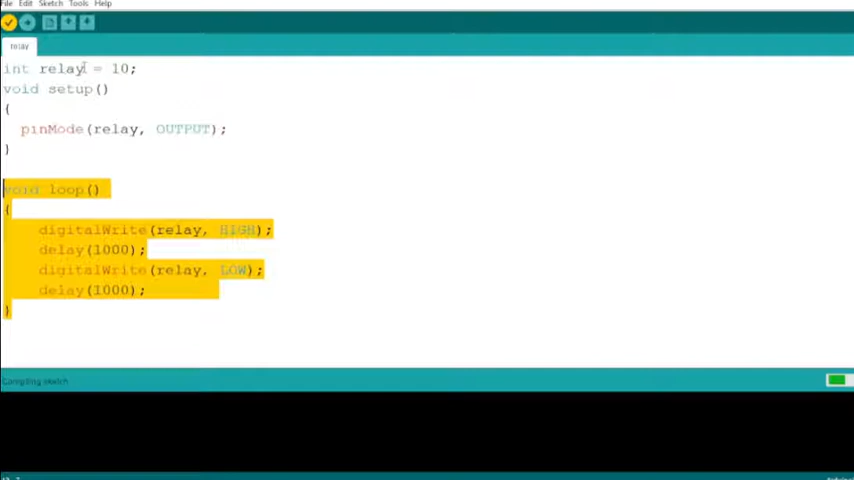 File Edit Sketch Tools Help
relay
int relay = 10;
void setup()
{
pinMode(relay, OUTPUT);
}
void loop()
{
digitalWrite(relay, HIGH);
delay(1000);
digitalWrite(relay, LOW);
delay(1000);
}
Compiling sketch